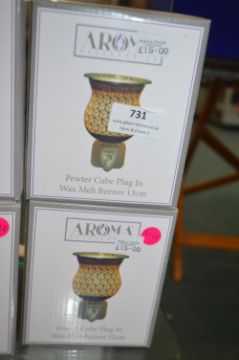 AROMA
£15.00
731
Pewter Cube Plug In
Wax Melt Burner 13cm
AROMA
£15.00
Pewter Cube Plug In
Wax Melt Burner 13cm